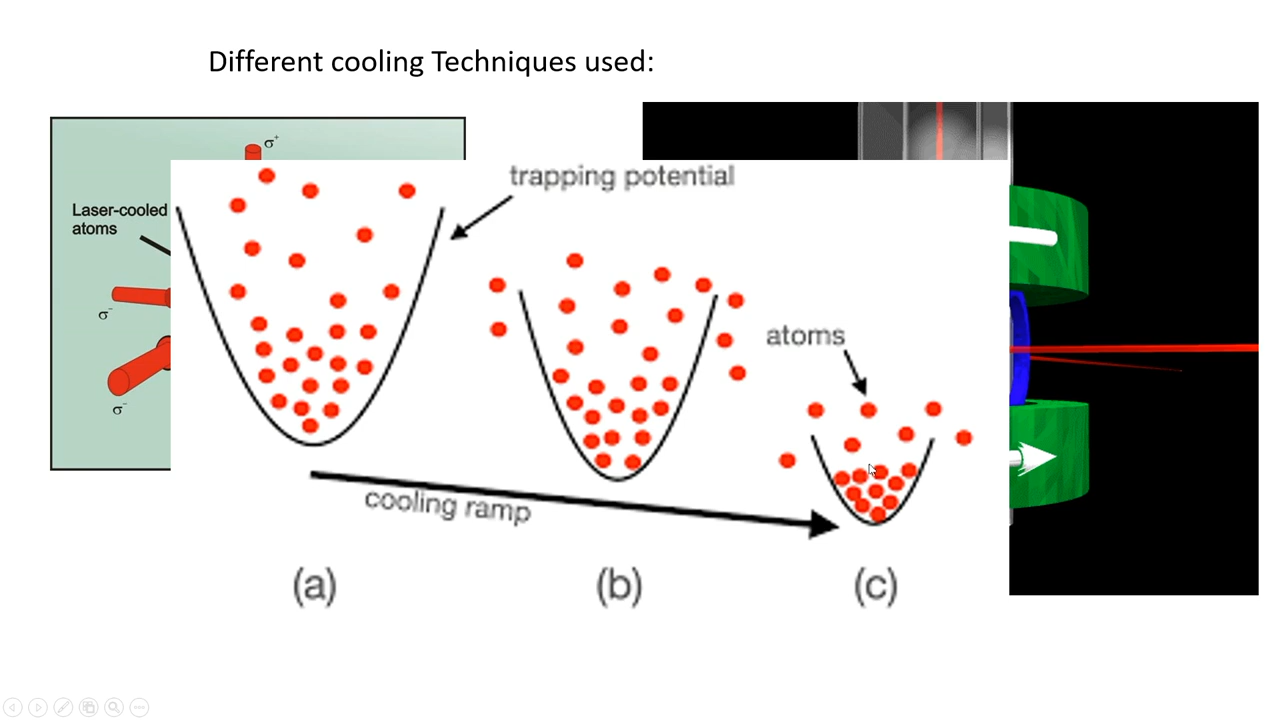 Different cooling Techniques used:
σ+
trapping potential
Laser-cooled
atoms
σ-
σ-
atoms
cooling ramp
(a)
(b)
(c)